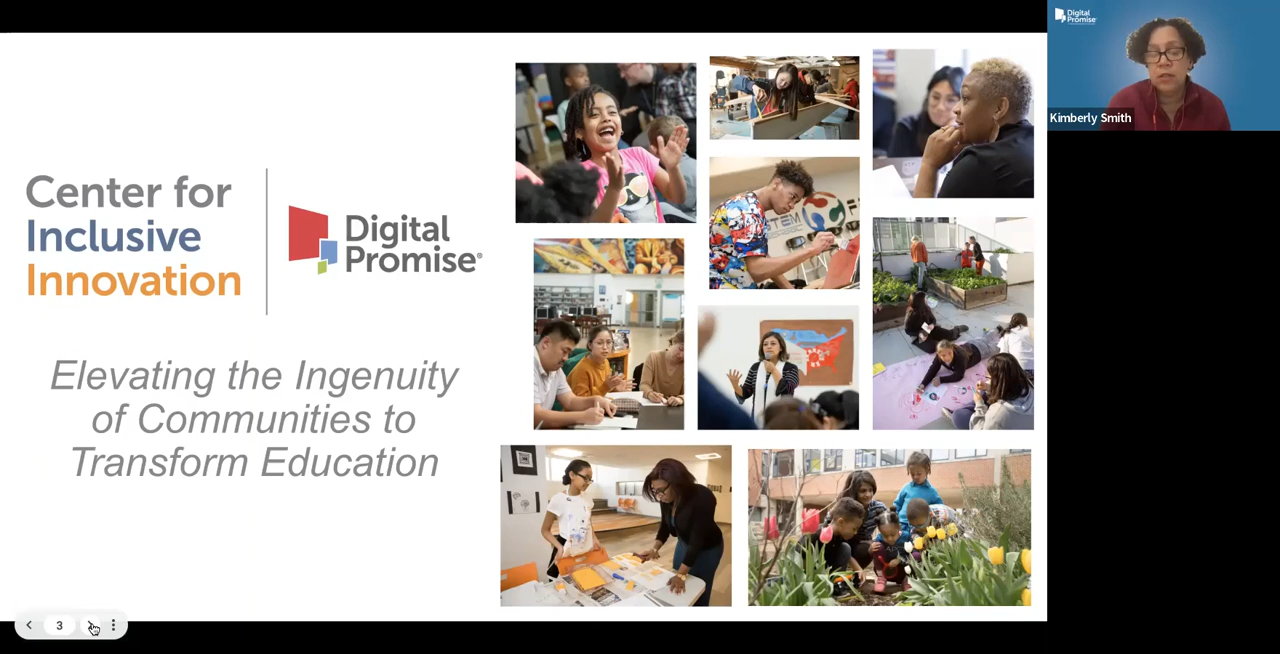 Center for
Inclusive
Innovation
Digital
Promise®
Elevating the Ingenuity
of Communities to
Transform Education
STEM
Digital
Promise
Kimberly Smith
3